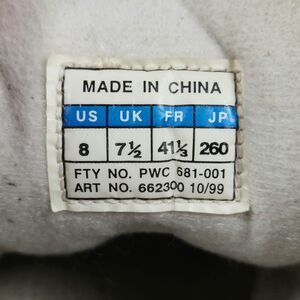 MADE IN CHINA
US UK FR JP
8 7½ 41⅓ 260
FTY NO. PWC 681-001
ART NO. 662300 10/99